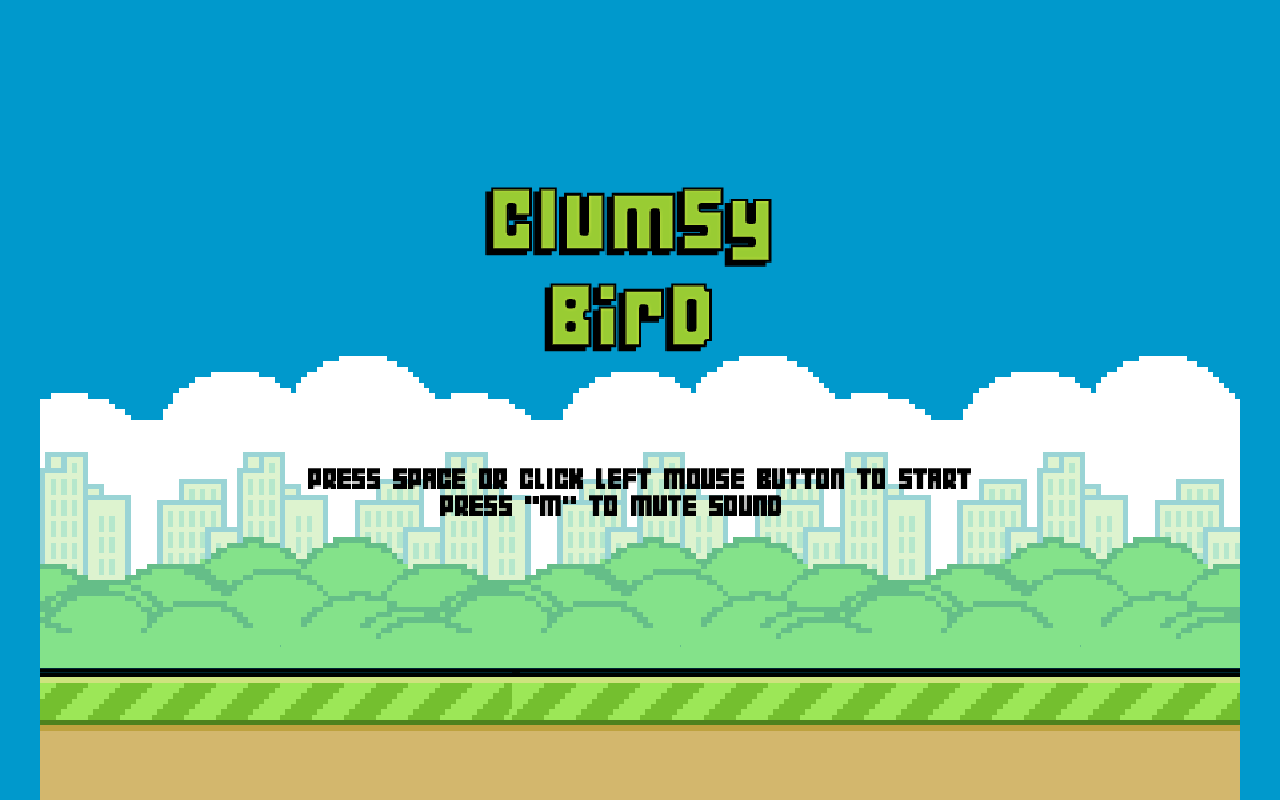 Clumsy
Bird
PRESS SPACE OR CLICK LEFT MOUSE BUTTON TO START
PRESS "M" TO MUTE SOUND